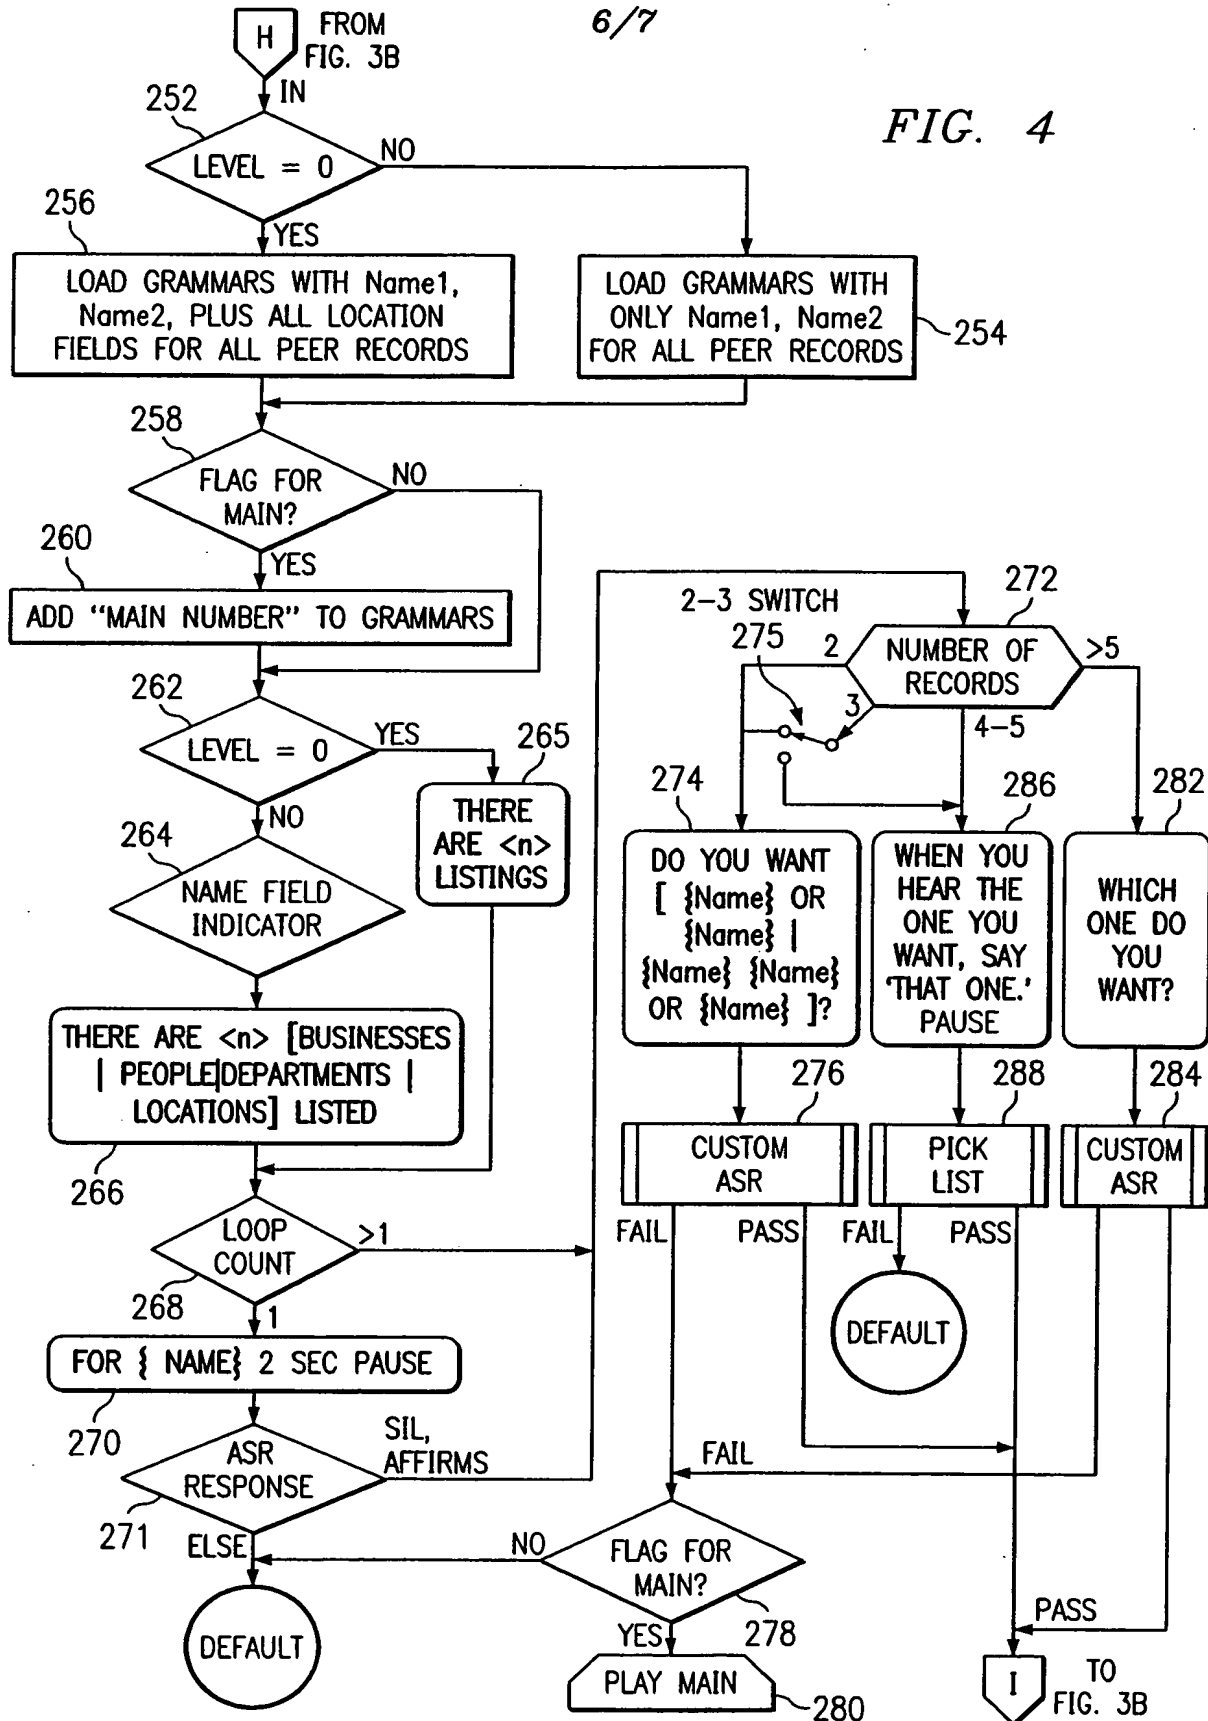 6/7
H
FROM
FIG. 3B
IN
FIG. 4
252
LEVEL = 0
NO
YES
256
LOAD GRAMMARS WITH Name1,
Name2, PLUS ALL LOCATION
FIELDS FOR ALL PEER RECORDS
LOAD GRAMMARS WITH
ONLY Name1, Name2
FOR ALL PEER RECORDS
254
258
FLAG FOR
MAIN?
NO
YES
260
ADD “MAIN NUMBER” TO GRAMMARS
262
LEVEL = 0
YES
NO
265
THERE
ARE <n>
LISTINGS
264
NAME FIELD
INDICATOR
THERE ARE <n> [BUSINESSES
| PEOPLE|DEPARTMENTS |
LOCATIONS] LISTED
266
LOOP
COUNT
>1
268
1
FOR { NAME} 2 SEC PAUSE
270
ASR
RESPONSE
SIL,
AFFIRMS
271
ELSE
DEFAULT
2-3 SWITCH
275
272
NUMBER OF
RECORDS
2
3
4-5
>5
274
DO YOU WANT
[ {Name} OR
{Name} |
{Name} {Name}
OR {Name} ]?
286
WHEN YOU
HEAR THE
ONE YOU
WANT, SAY
‘THAT ONE.’
PAUSE
282
WHICH
ONE DO
YOU
WANT?
276
CUSTOM
ASR
288
PICK
LIST
284
CUSTOM
ASR
FAIL
PASS
FAIL
PASS
DEFAULT
FAIL
NO
FLAG FOR
MAIN?
278
YES
PLAY MAIN
280
PASS
I
TO
FIG. 3B